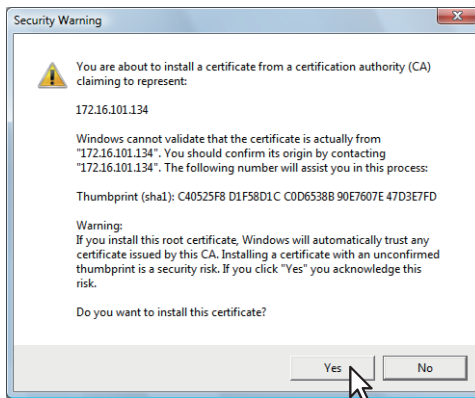 Security Warning
You are about to install a certificate from a certification authority (CA)
claiming to represent:
172.16.101.134
Windows cannot validate that the certificate is actually from
"172.16.101.134". You should confirm its origin by contacting
"172.16.101.134". The following number will assist you in this process:
Thumbprint (sha1): C40525F8 D1F58D1C C0D6538B 90E7607E 47D3E7FD
Warning:
If you install this root certificate, Windows will automatically trust any
certificate issued by this CA. Installing a certificate with an unconfirmed
thumbprint is a security risk. If you click "Yes" you acknowledge this
risk.
Do you want to install this certificate?
Yes No